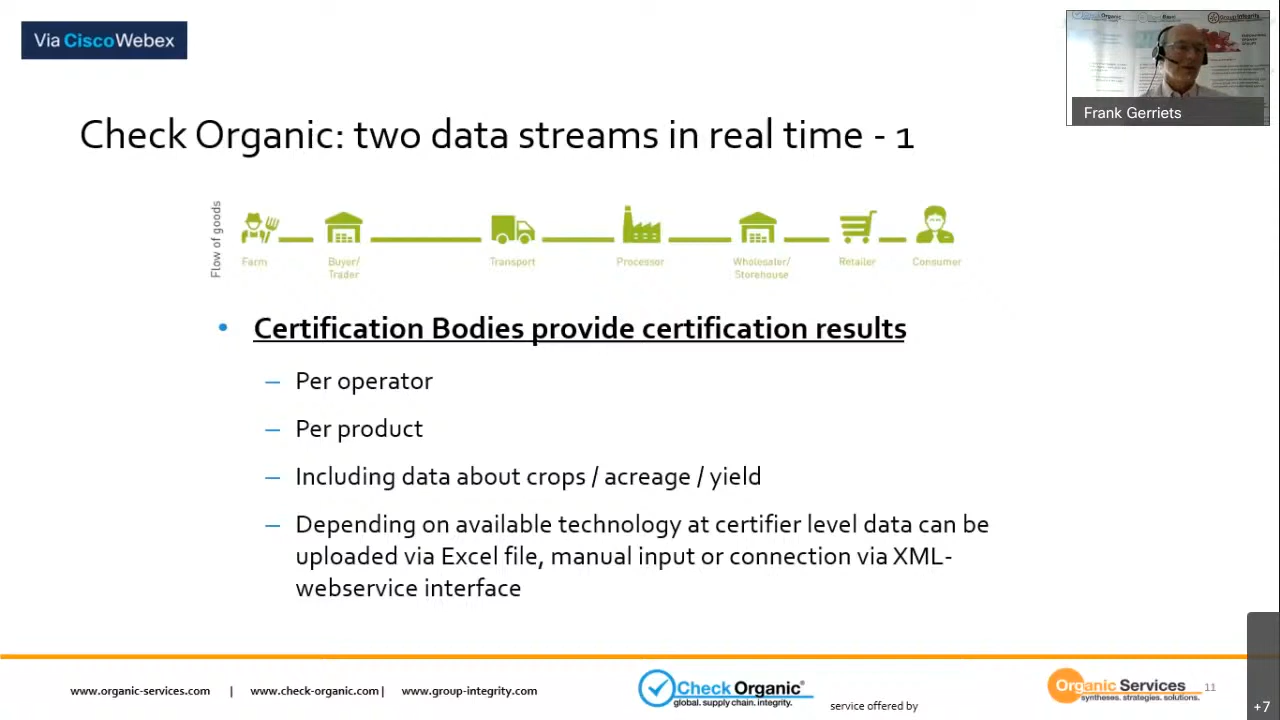 Via CiscoWebex
Group Integrity
Frank Gerriets
Check Organic: two data streams in real time - 1
Flow of goods
Farm
Buyer/
Trader
Transport
Processor
Wholesaler/
Storehouse
Retailer
Consumer
• Certification Bodies provide certification results
– Per operator
– Per product
– Including data about crops / acreage / yield
– Depending on available technology at certifier level data can be
uploaded via Excel file, manual input or connection via XML-
webservice interface
www.organic-services.com | www.check-organic.com | www.group-integrity.com
Check Organic®
global. supply chain. integrity.
service offered by
Organic Services
syntheses. strategies. solutions.
11
+7